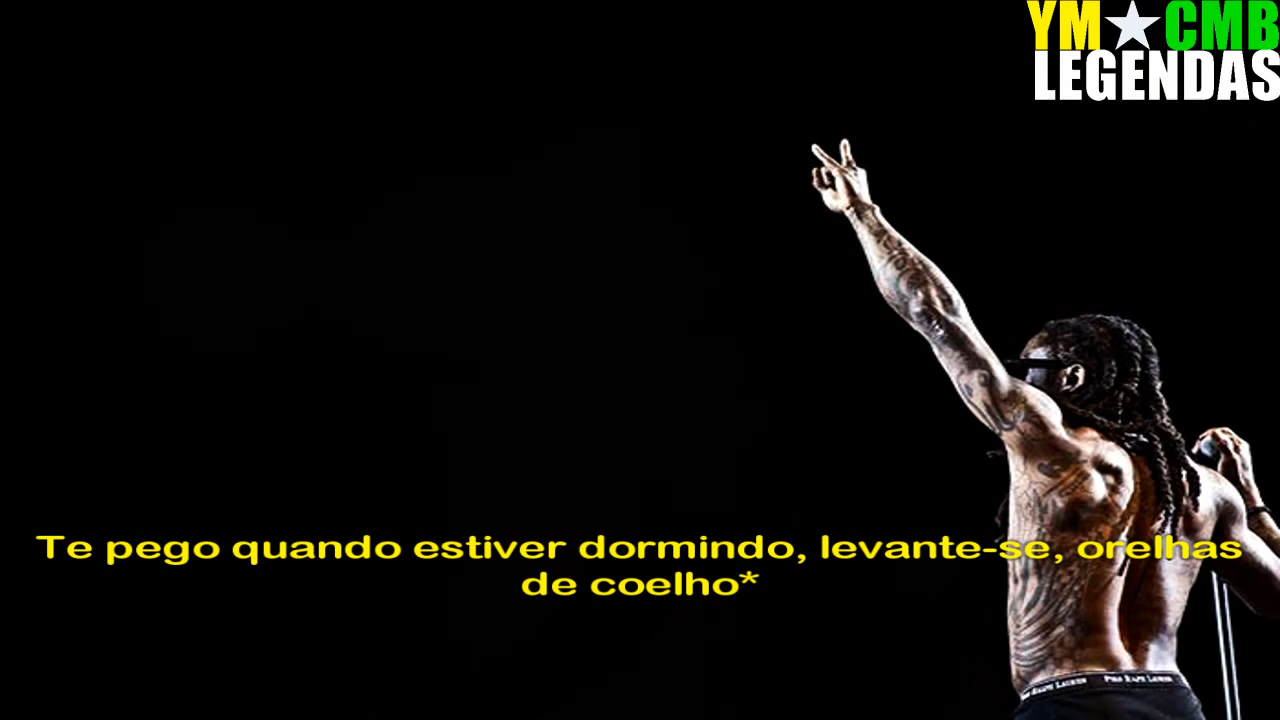 YM★CMB
LEGENDAS
Te pego quando estiver dormindo, levante-se, orelhas
de coelho*